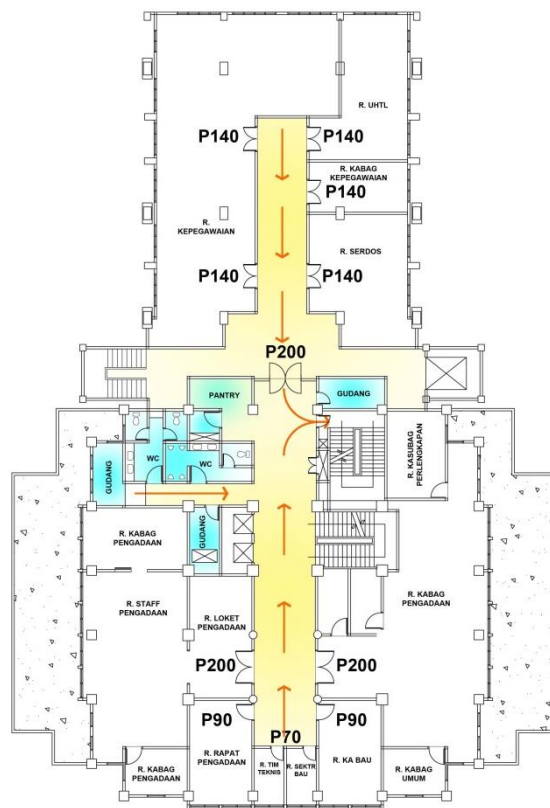 R. UHTL
P140
P140
R. KABAG
KEPEGAWAIAN
P140
R.
KEPEGAWAIAN
R. SERDOS
P140
P140
P200
PANTRY
GUDANG
R. KASUBAG
PERLENGKAPAN
WC
WC
GUDANG
GUDANG
R. KABAG
PENGADAAN
R. STAFF
PENGADAAN
R. LOKET
PENGADAAN
R. KABAG
PENGADAAN
P200
P200
P90
P70
P90
R. KABAG
PENGADAAN
R. RAPAT
PENGADAAN
R. TIM
TEKNIS
R. SEKTR
BAU
R. KA BAU
R. KABAG
UMUM